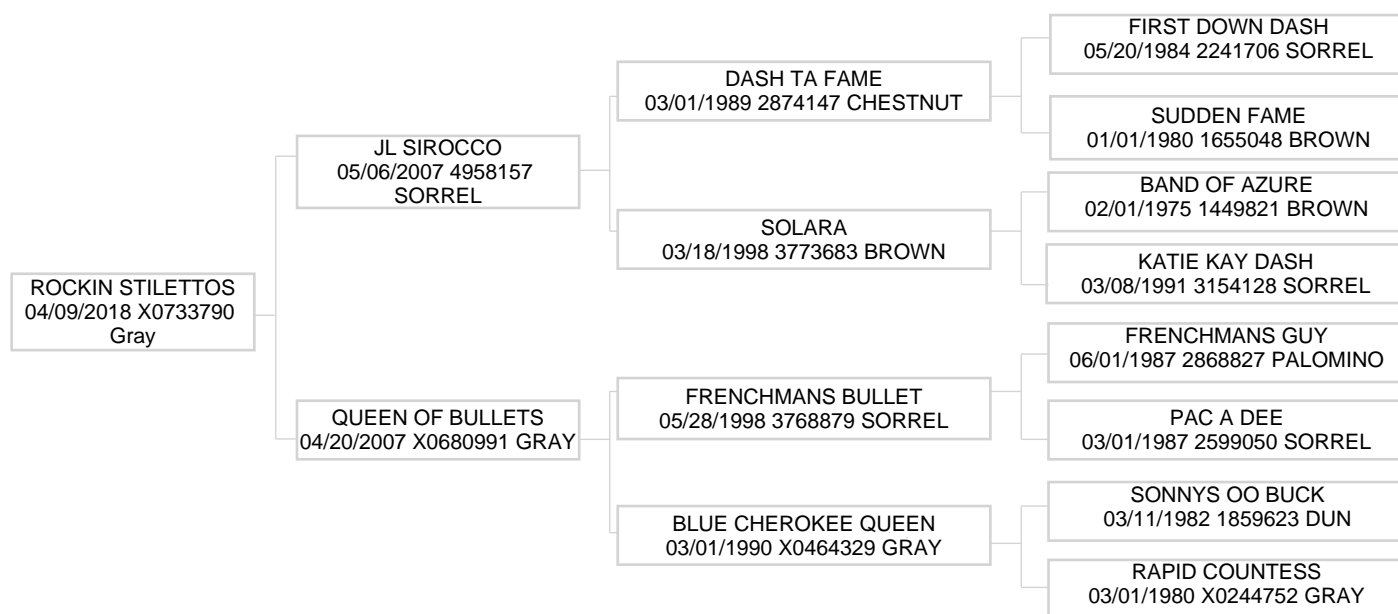 FIRST DOWN DASH
05/20/1984 2241706 SORREL
DASH TA FAME
03/01/1989 2874147 CHESTNUT
SUDDEN FAME
01/01/1980 1655048 BROWN
JL SIROCCO
05/06/2007 4958157
SORREL
BAND OF AZURE
02/01/1975 1449821 BROWN
SOLARA
03/18/1998 3773683 BROWN
KATIE KAY DASH
03/08/1991 3154128 SORREL
ROCKIN STILETTOS
04/09/2018 X0733790
Gray
FRENCHMANS GUY
06/01/1987 2868827 PALOMINO
FRENCHMANS BULLET
05/28/1998 3768879 SORREL
PAC A DEE
03/01/1987 2599050 SORREL
QUEEN OF BULLETS
04/20/2007 X0680991 GRAY
SONNYS OO BUCK
03/11/1982 1859623 DUN
BLUE CHEROKEE QUEEN
03/01/1990 X0464329 GRAY
RAPID COUNTESS
03/01/1980 X0244752 GRAY